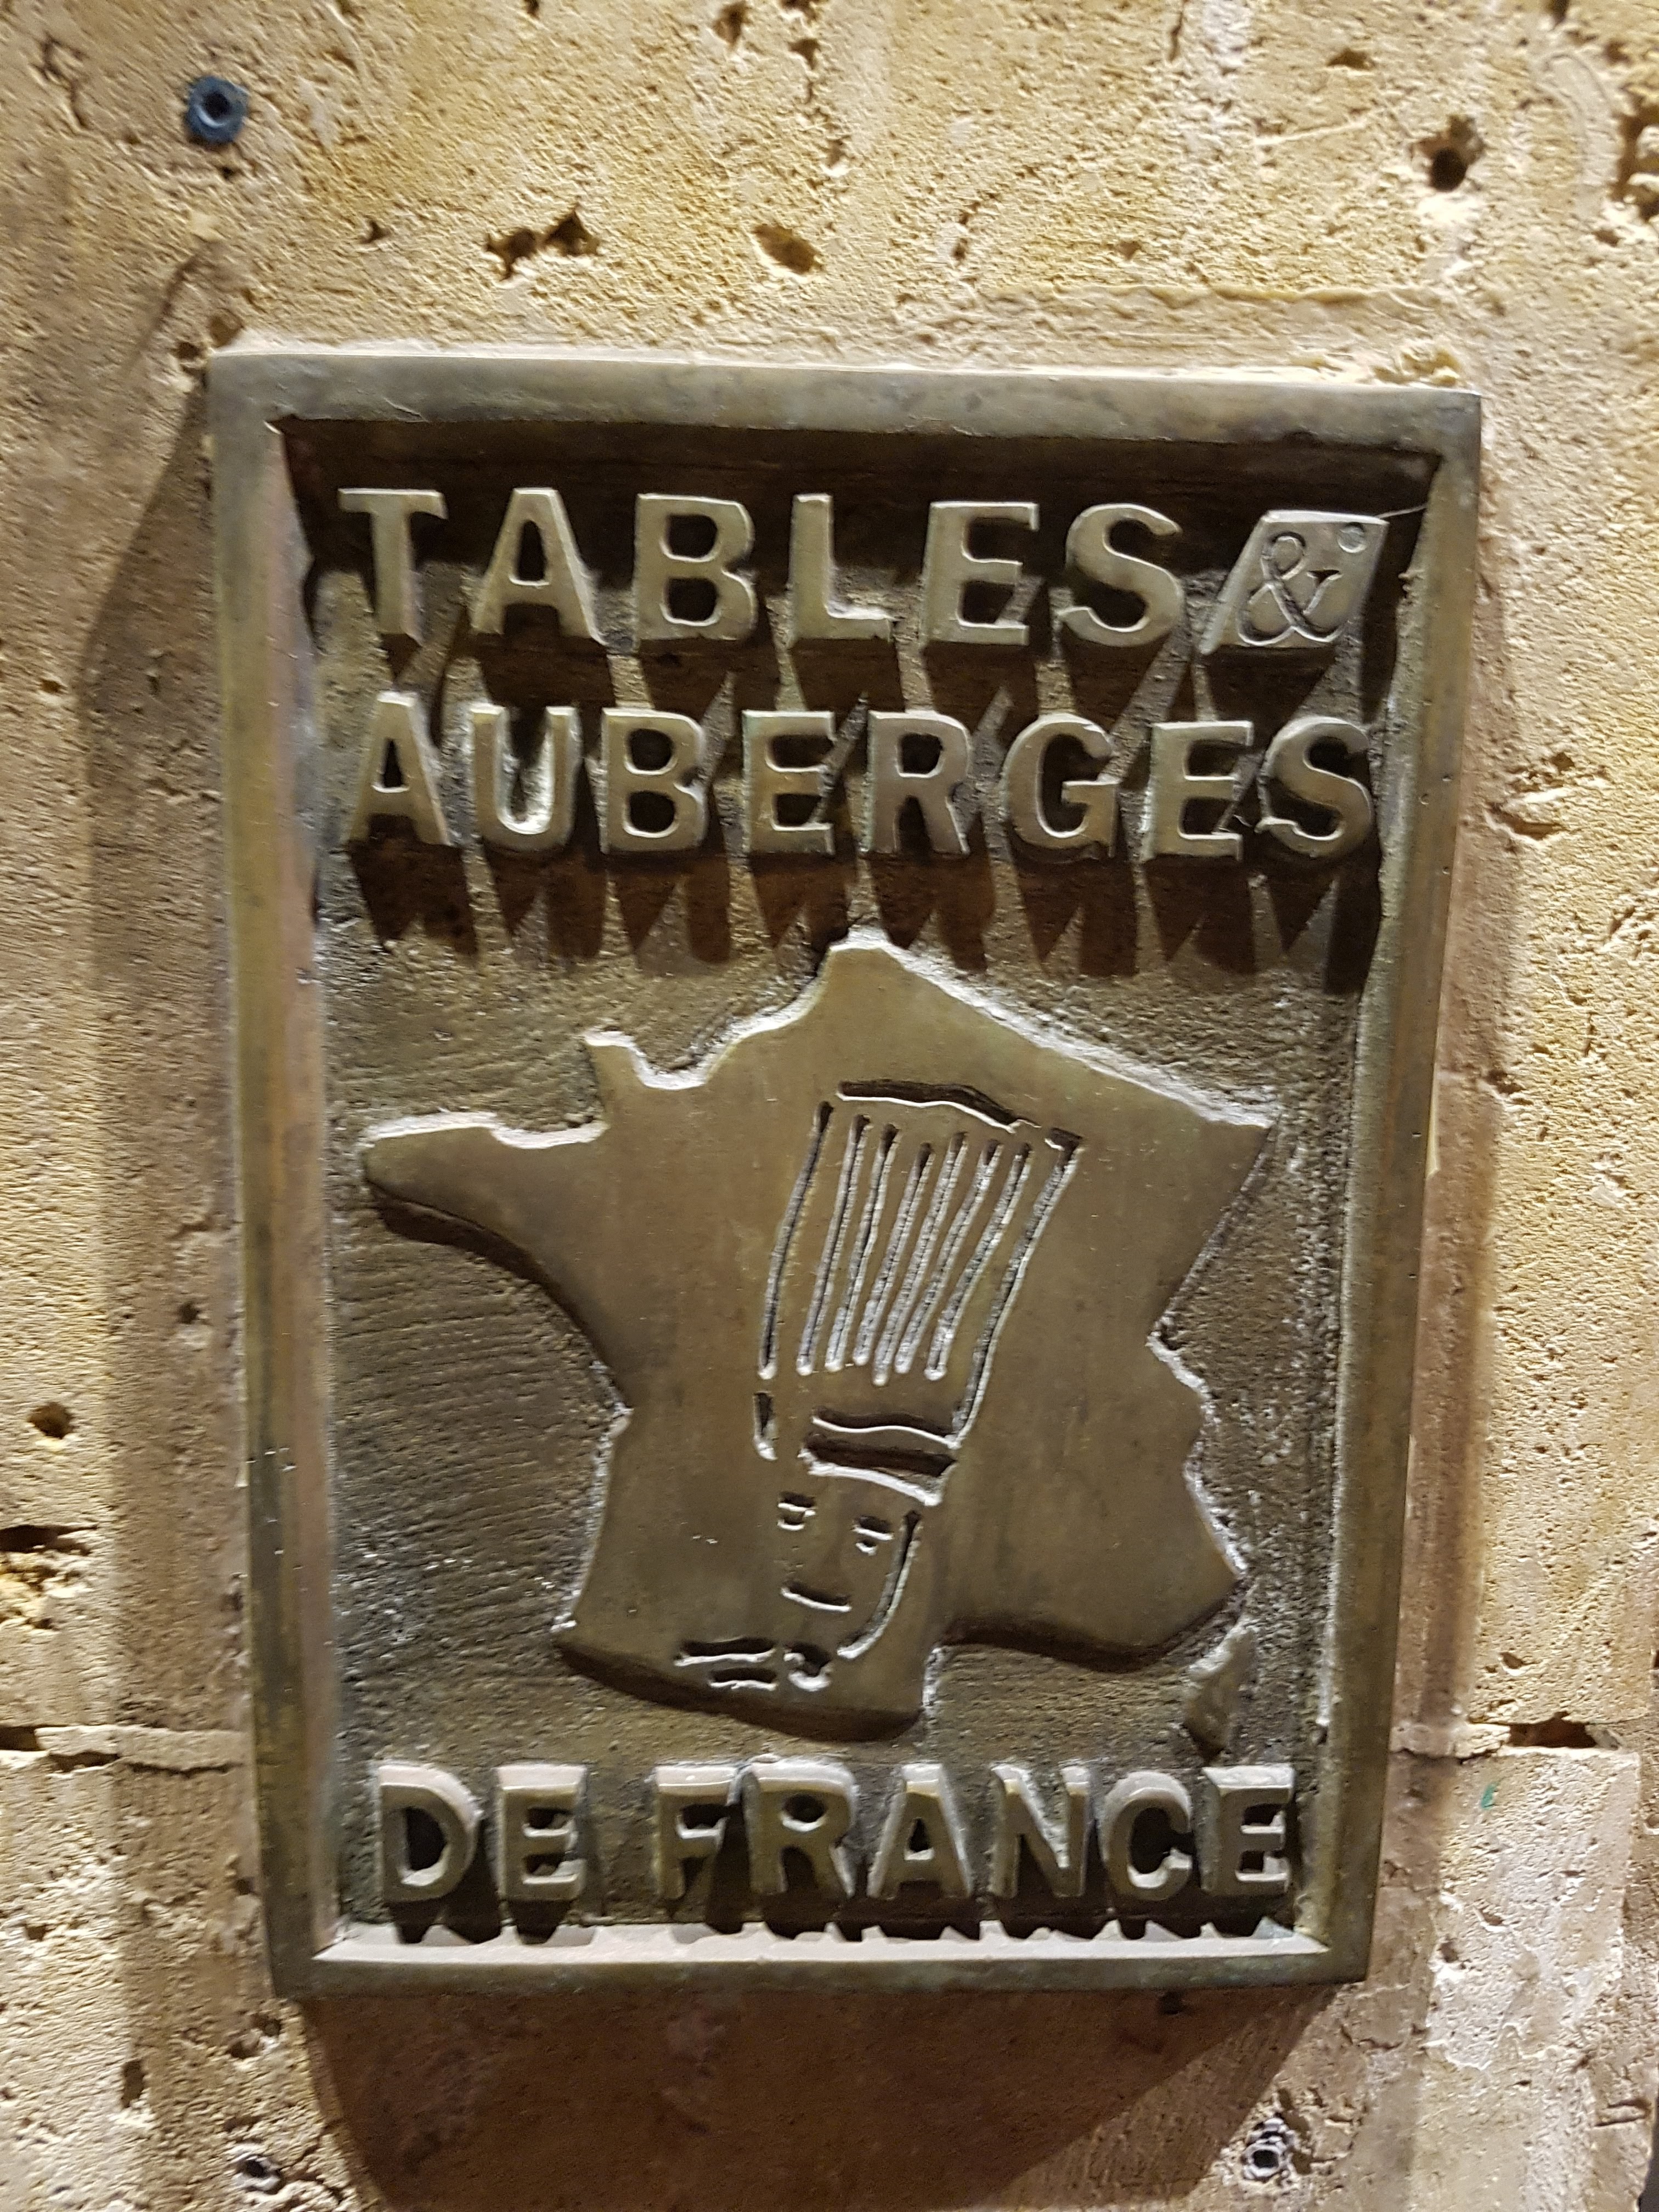 TABLES &
AUBERGES
DE FRANCE